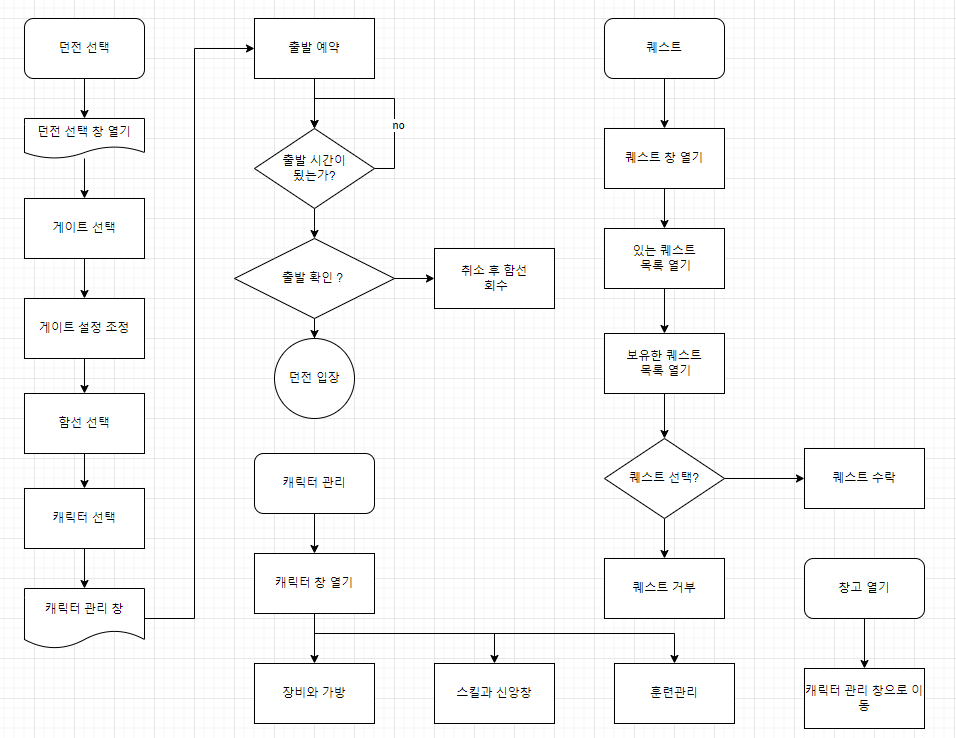 던전 선택
던전 선택 창 열기
게이트 선택
게이트 설정 조정
함선 선택
캐릭터 선택
캐릭터 관리 창
출발 예약
no
출발 시간이
됐는가?
출발 확인 ?
취소 후 함선
회수
던전 입장
캐릭터 관리
캐릭터 창 열기
장비와 가방
스킬과 신앙창
훈련관리
퀘스트
퀘스트 창 열기
있는 퀘스트
목록 열기
보유한 퀘스트
목록 열기
퀘스트 선택?
퀘스트 수락
퀘스트 거부
창고 열기
캐릭터 관리 창으로 이
동